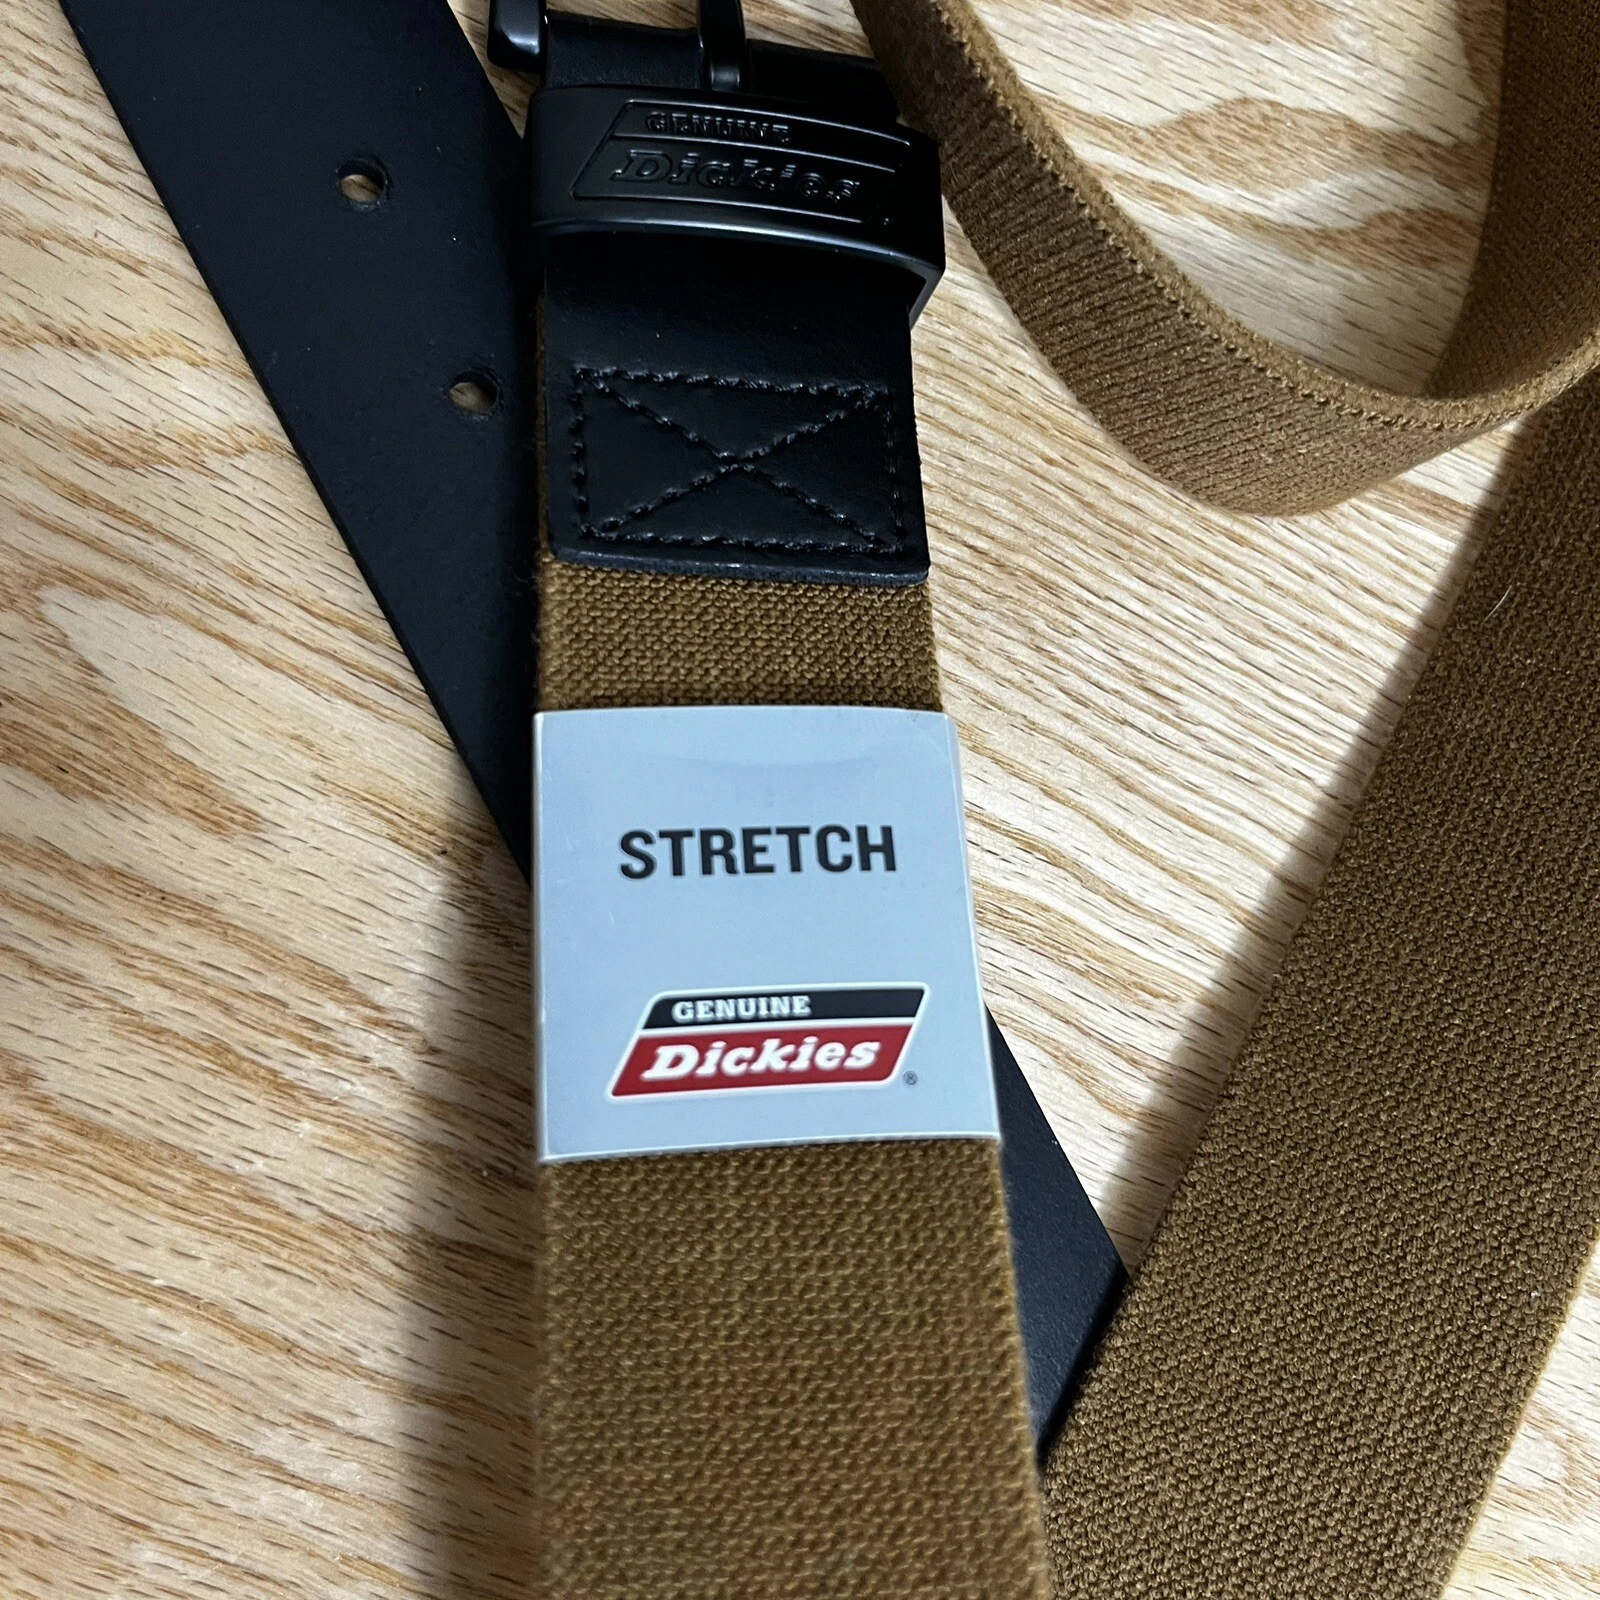 GENUINE
Dickies
STRETCH
GENUINE
Dickies
®